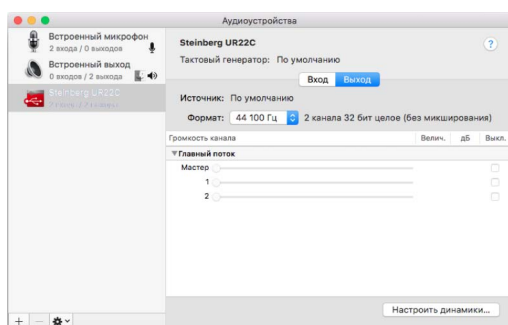 Аудиоустройства
Встроенный микрофон
2 входа / 0 выходов
Встроенный выход
0 входов / 2 выхода
Steinberg UR22C
Steinberg UR22C
Тактовый генератор: По умолчанию
?
Вход Выход
Источник: По умолчанию
Формат: 44 100 Гц 2 канала 32 бит целое (без микширования)
Громкость канала Велич. дБ Выкл.
Главный поток
Мастер
1
2
Настроить динамики...